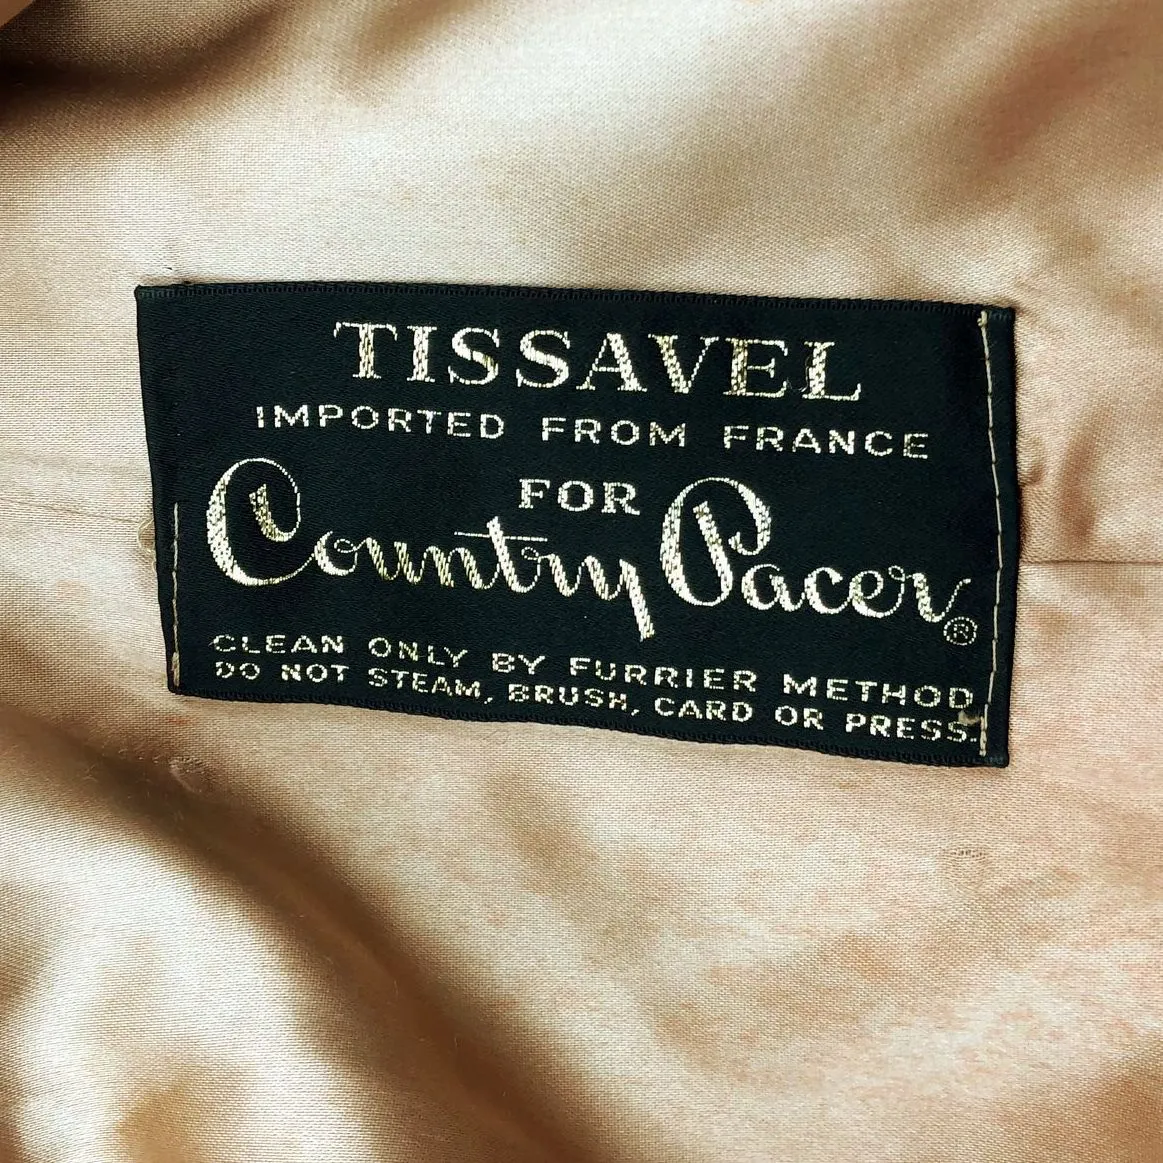 TISSAVEL
IMPORTED FROM FRANCE
FOR
Country Pacer®
CLEAN ONLY BY FURRIER METHOD
DO NOT STEAM, BRUSH, CARD OR PRESS.